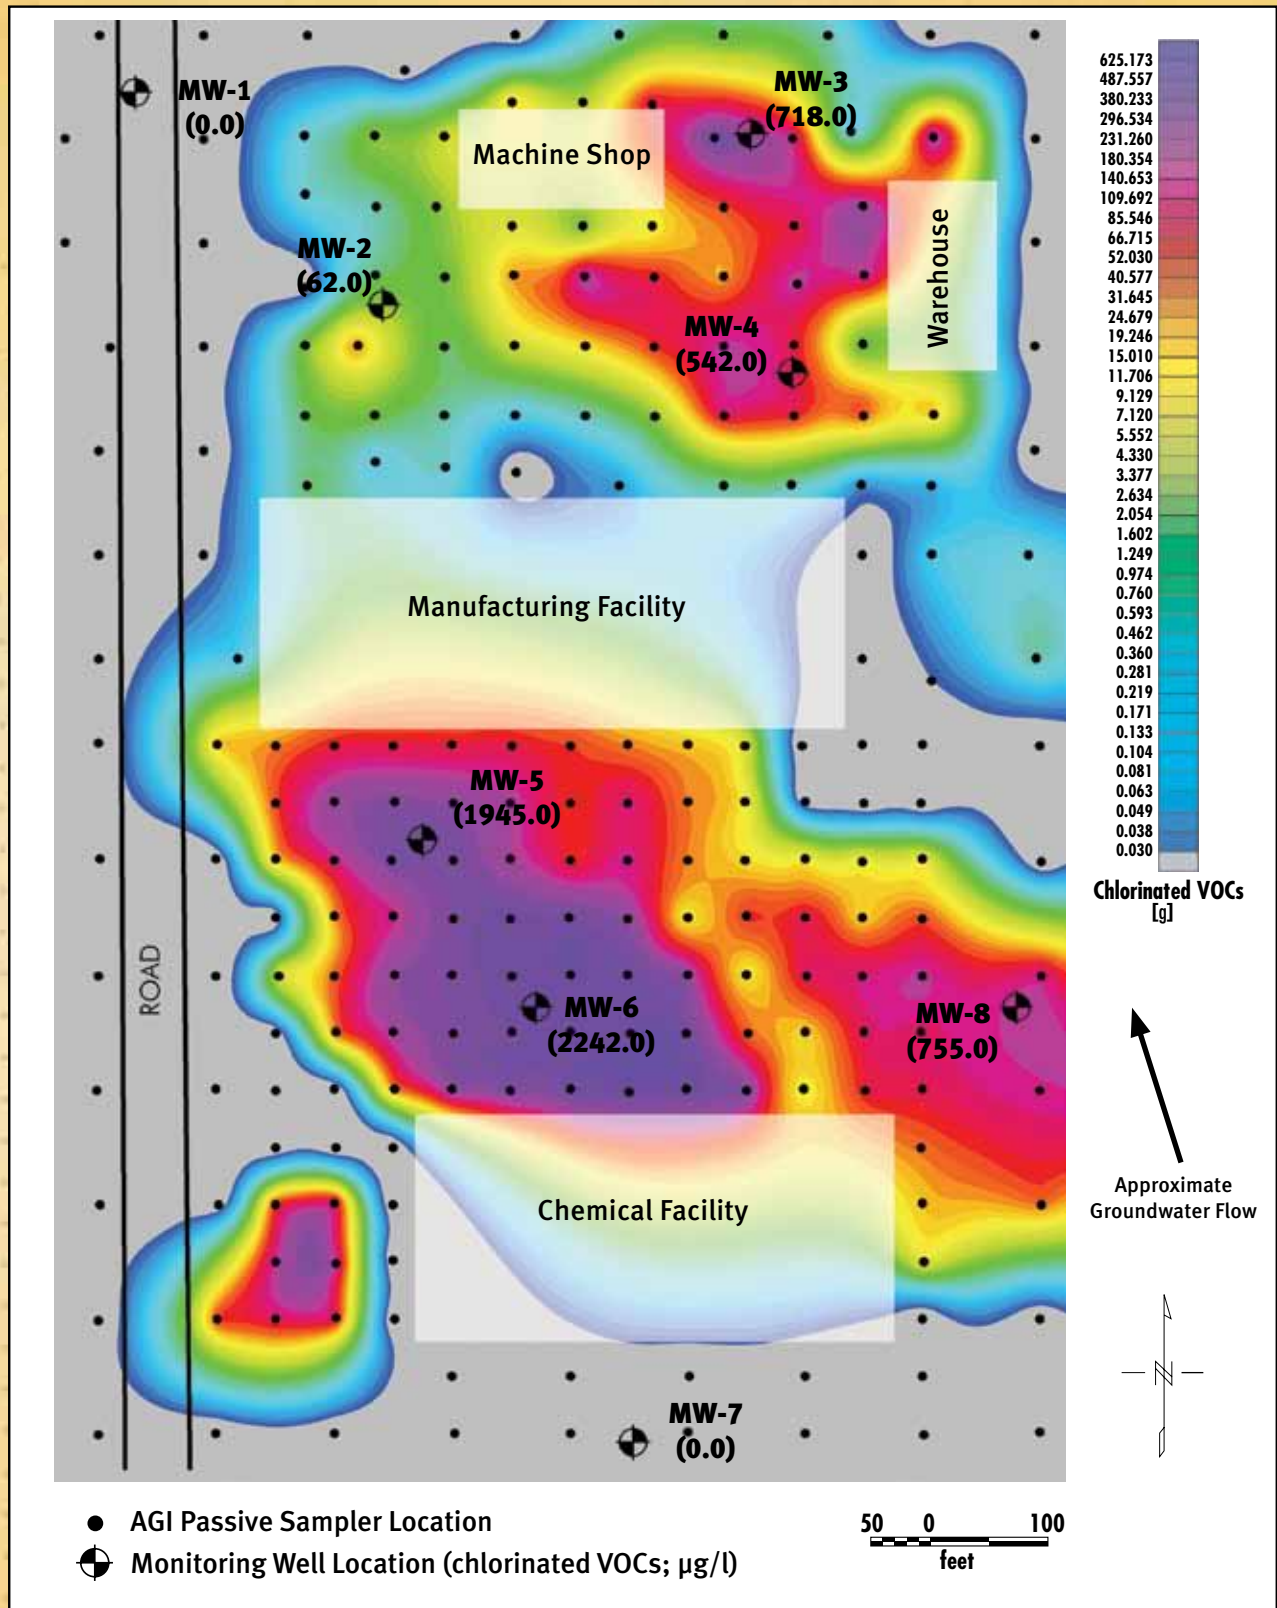 MW-1
(0.0)
MW-3
(718.0)
Machine Shop
MW-2
(62.0)
Warehouse
MW-4
(542.0)
Manufacturing Facility
MW-5
(1945.0)
ROAD
MW-6
(2242.0)
MW-8
(755.0)
Chemical Facility
MW-7
(0.0)
625.173
487.557
380.233
296.534
231.260
180.354
140.653
109.692
85.546
66.715
52.030
40.577
31.645
24.679
19.246
15.010
11.706
9.129
7.120
5.552
4.330
3.377
2.634
2.054
1.602
1.249
0.974
0.760
0.593
0.462
0.360
0.281
0.219
0.171
0.133
0.104
0.081
0.063
0.049
0.038
0.030
Chlorinated VOCs
[g]
Approximate
Groundwater Flow
N
AGI Passive Sampler Location
Monitoring Well Location (chlorinated VOCs; µg/l)
50 0 100
feet